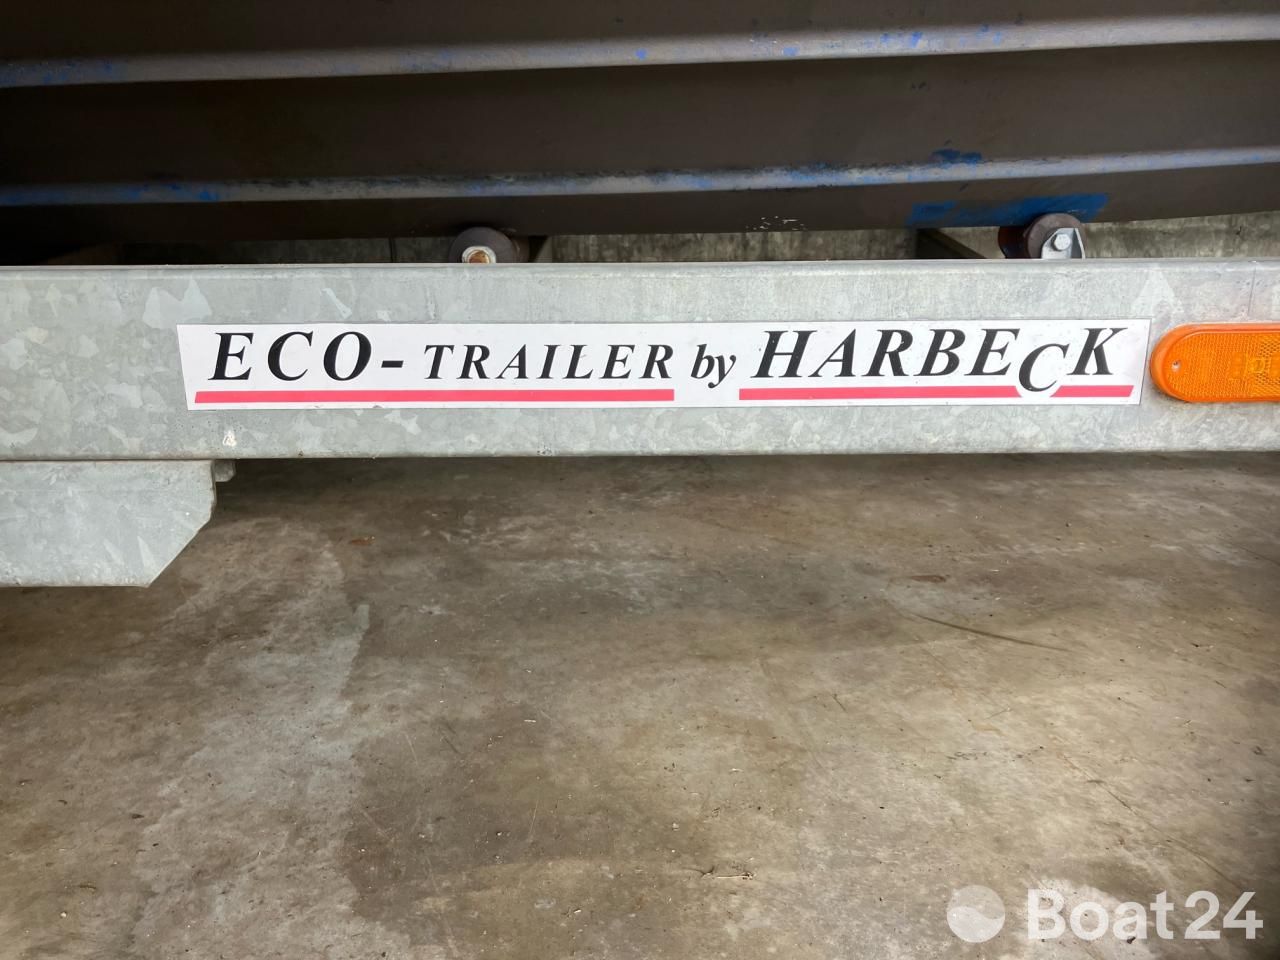 ECO-TRAILER by HARBECK
Boat24